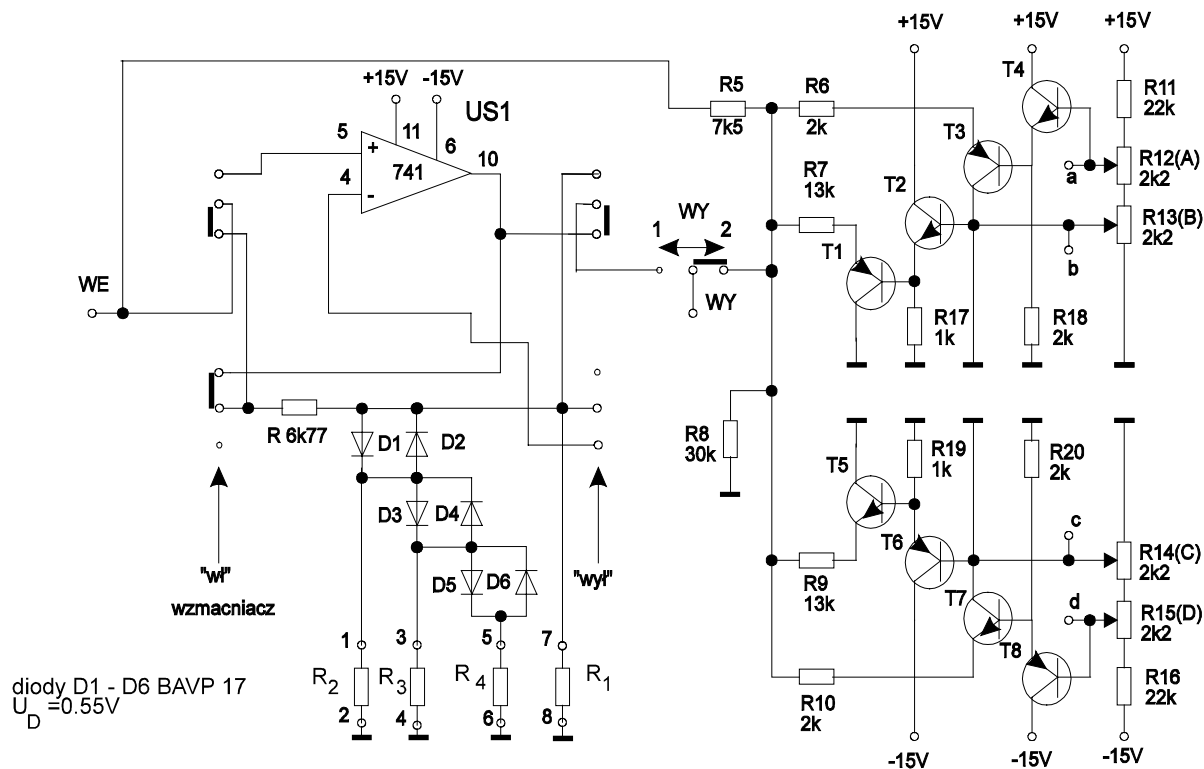 +15V
+15V
+15V
T4
R11
22k
+15V
-15V
US1
R5
7k5
R6
2k
5
11
6
10
4
+
-
741
T3
a
R12(A)
2k2
R7
13k
T2
R13(B)
2k2
b
WY
1
2
T1
WE
WY
R17
1k
R18
2k
R 6k77
D1
D2
R8
30k
R19
1k
R20
2k
T5
D3
D4
c
T6
R14(C)
2k2
"wł"
wzmacniacz
D5
D6
"wył"
R9
13k
T7
d
R15(D)
2k2
T8
1
3
5
7
R2
R3
R4
R1
R10
2k
R16
22k
2
4
6
8
diody D1 - D6 BAVP 17
UD=0.55V
-15V
-15V
-15V